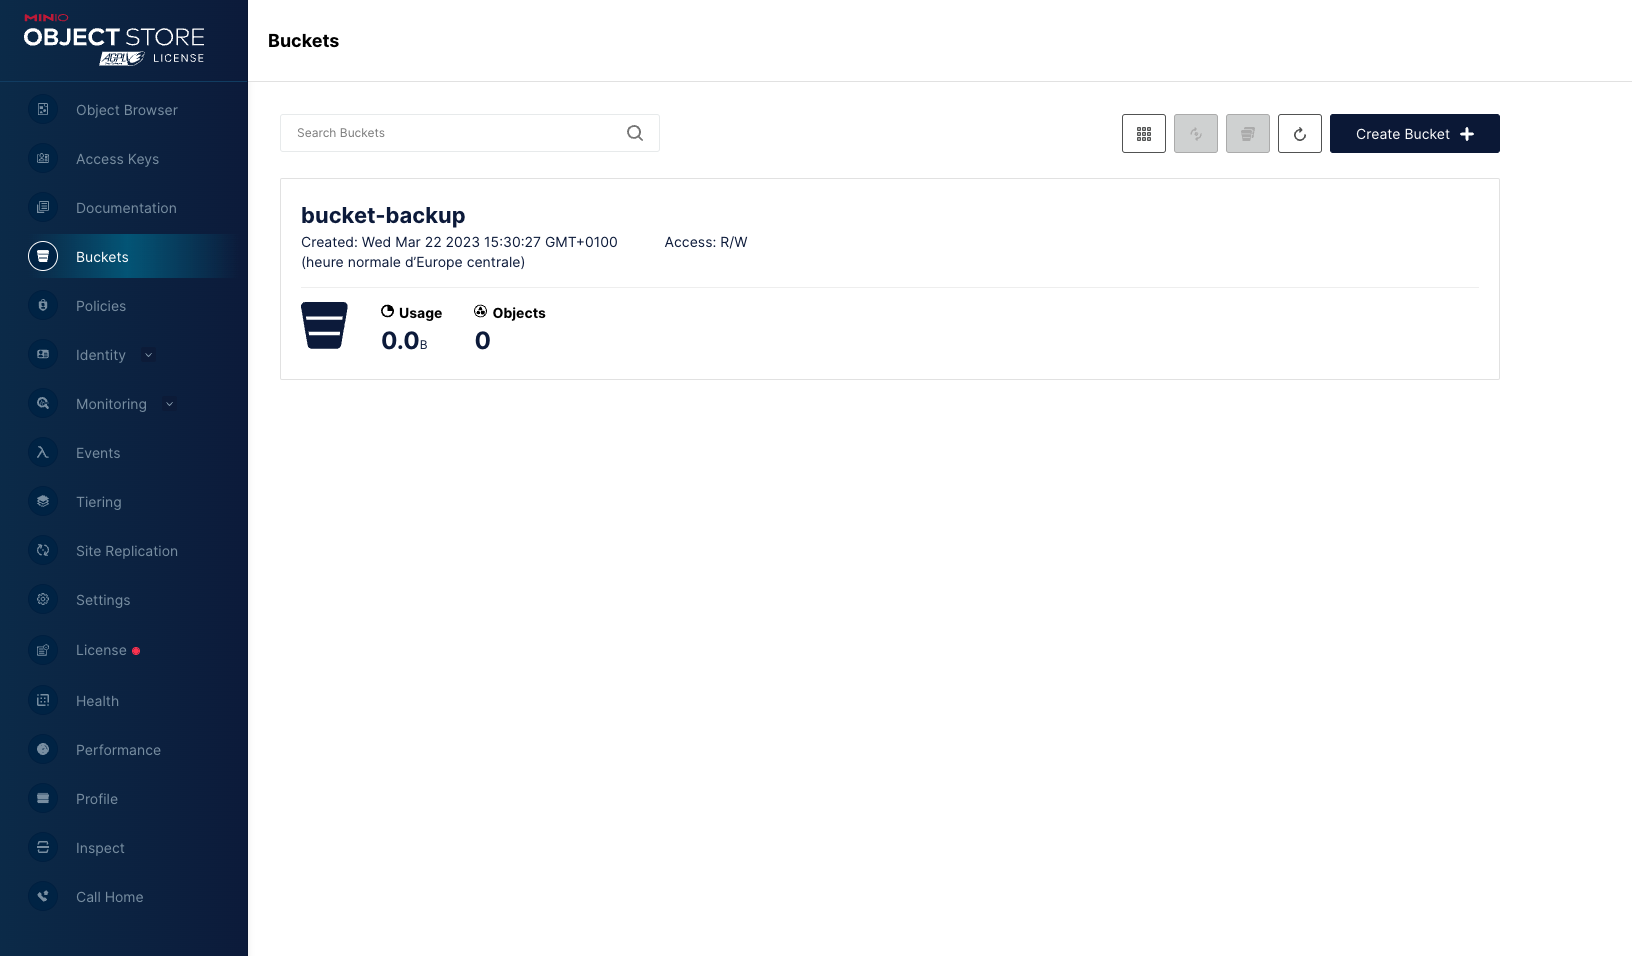 MINIO
OBJECT STORE
AGPLv3 LICENSE
Buckets
Object Browser
Access Keys
Documentation
Buckets
Policies
Identity
Monitoring
Events
Tiering
Site Replication
Settings
License
Health
Performance
Profile
Inspect
Call Home
Search Buckets
Create Bucket
bucket-backup
Created: Wed Mar 22 2023 15:30:27 GMT+0100 Access: R/W
(heure normale d’Europe centrale)
Usage Objects
0.0B 0